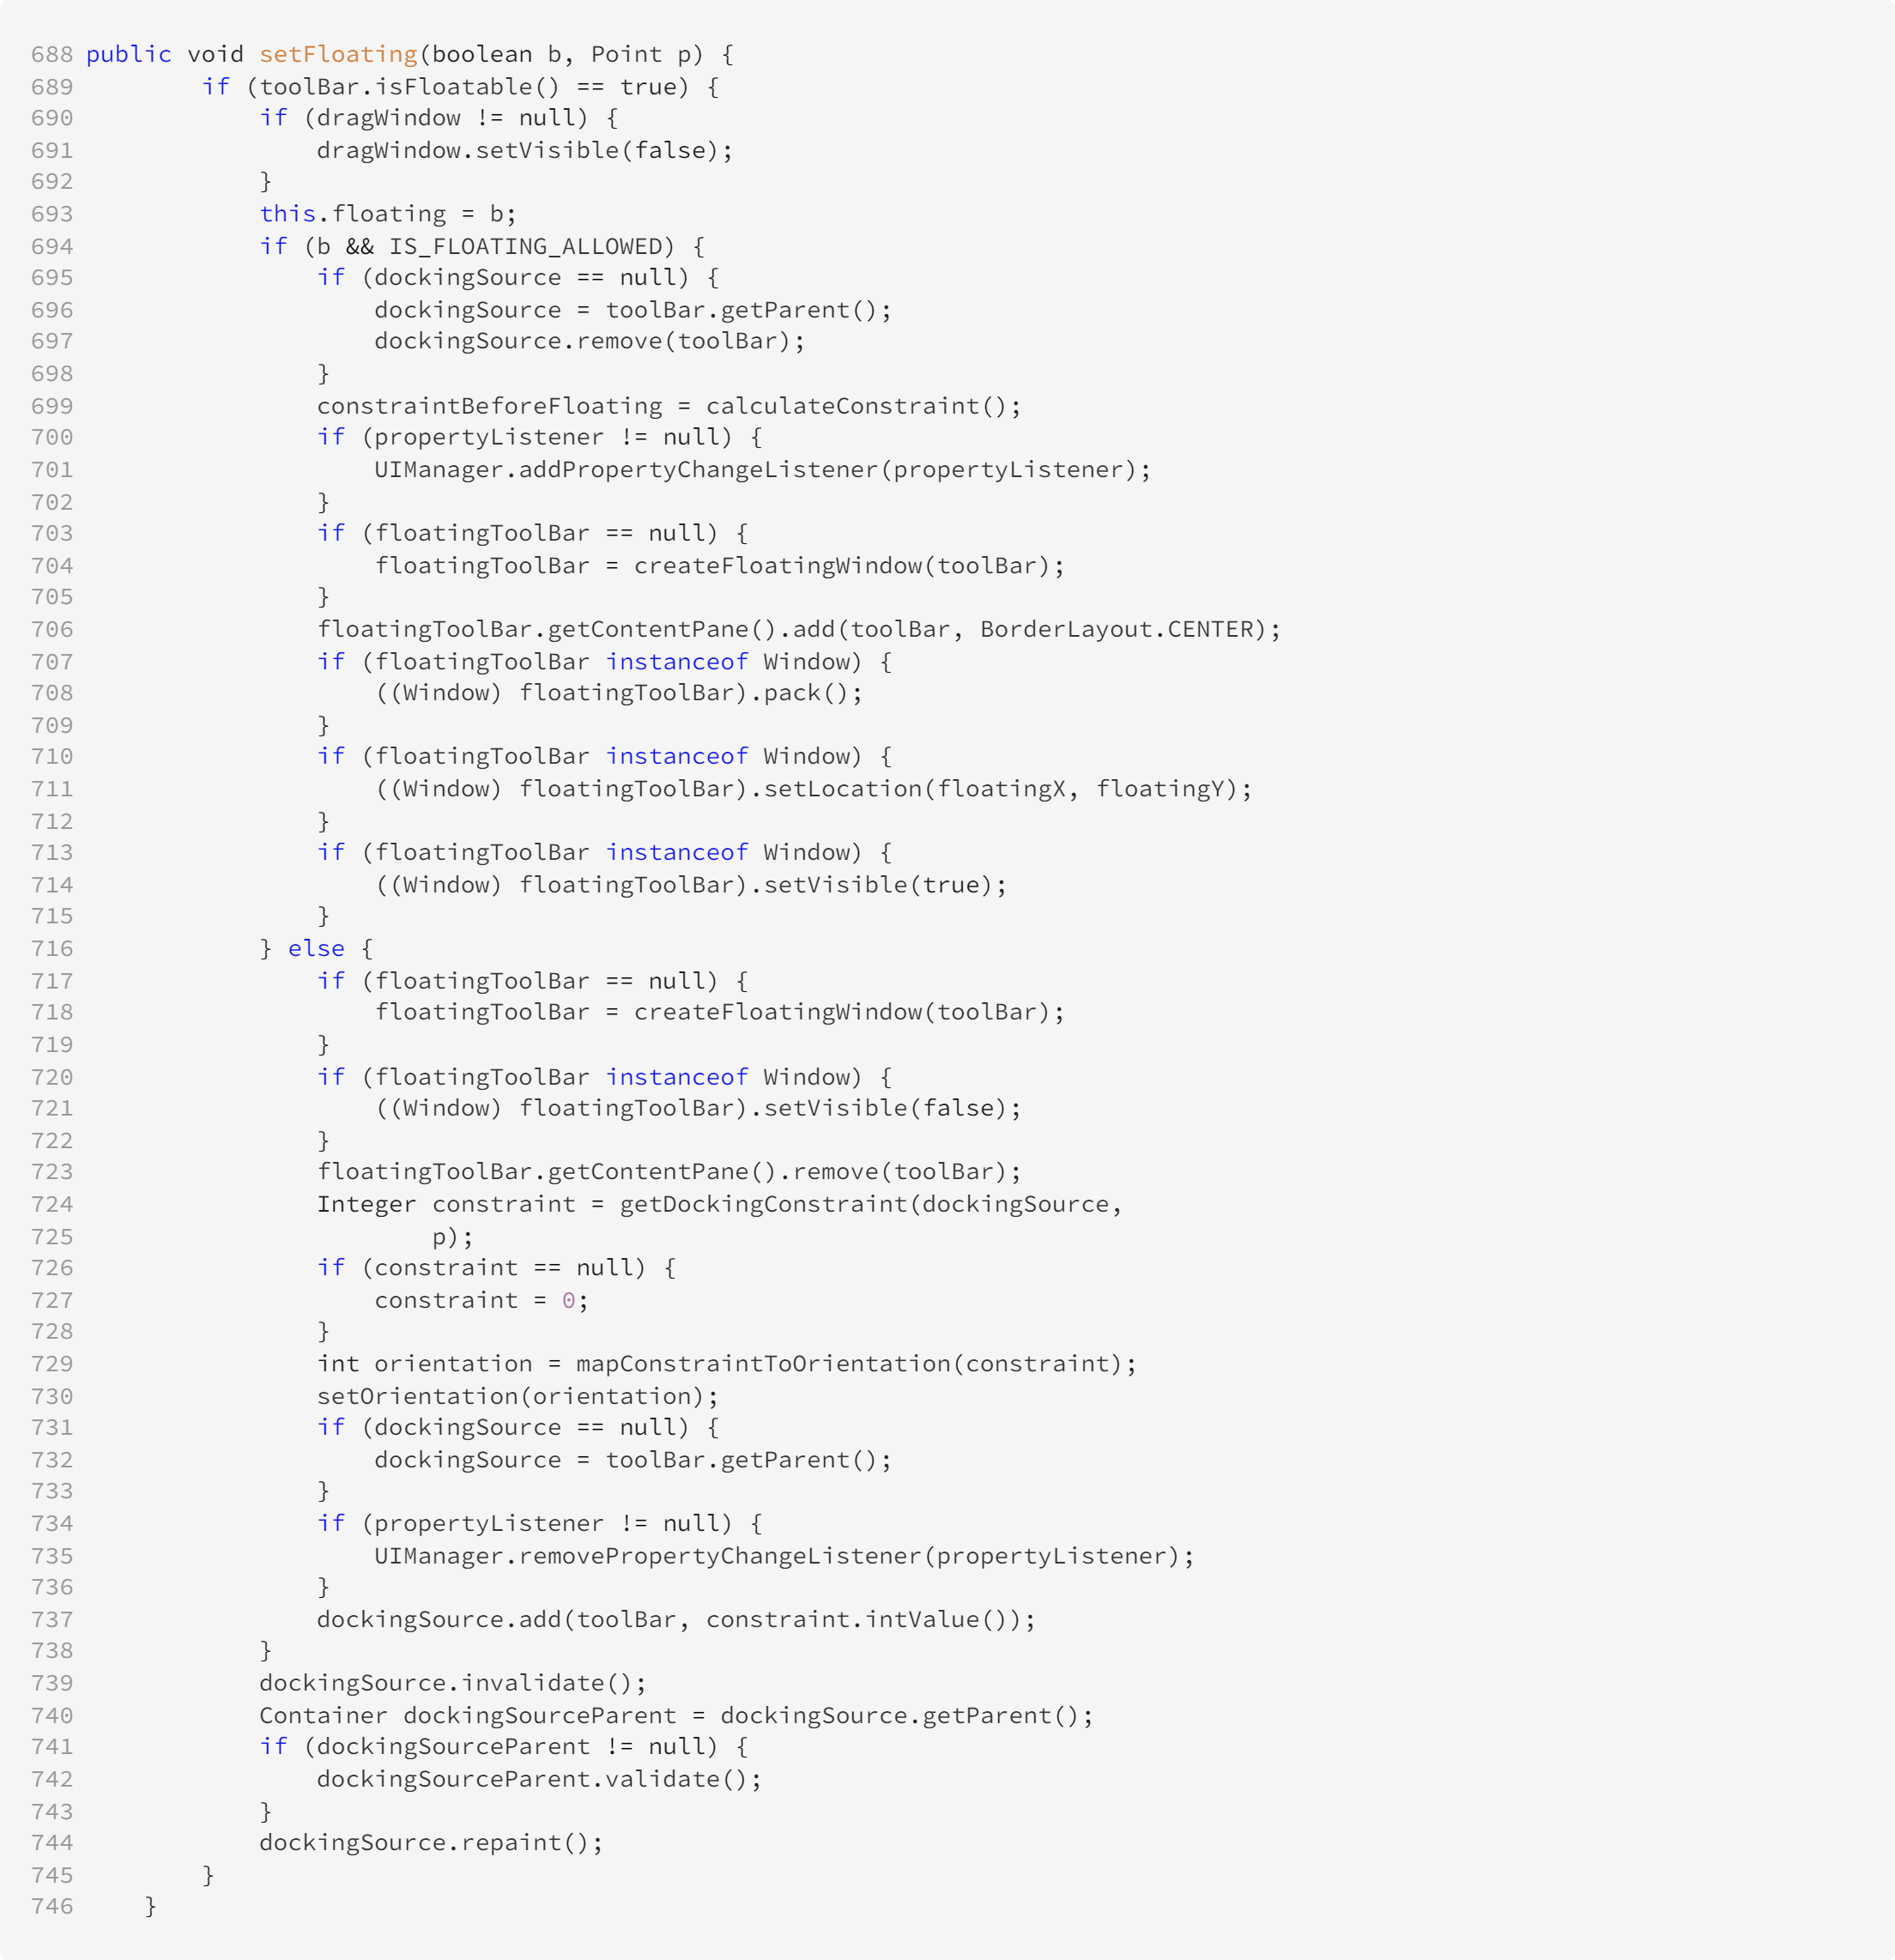 688 public void setFloating(boolean b, Point p) {
689         if (toolBar.isFloatable() == true) {
690             if (dragWindow != null) {
691                 dragWindow.setVisible(false);
692             }
693             this.floating = b;
694             if (b && IS_FLOATING_ALLOWED) {
695                 if (dockingSource == null) {
696                     dockingSource = toolBar.getParent();
697                     dockingSource.remove(toolBar);
698                 }
699                 constraintBeforeFloating = calculateConstraint();
700                 if (propertyListener != null) {
701                     UIManager.addPropertyChangeListener(propertyListener);
702                 }
703                 if (floatingToolBar == null) {
704                     floatingToolBar = createFloatingWindow(toolBar);
705                 }
706                 floatingToolBar.getContentPane().add(toolBar, BorderLayout.CENTER);
707                 if (floatingToolBar instanceof Window) {
708                     ((Window) floatingToolBar).pack();
709                 }
710                 if (floatingToolBar instanceof Window) {
711                     ((Window) floatingToolBar).setLocation(floatingX, floatingY);
712                 }
713                 if (floatingToolBar instanceof Window) {
714                     ((Window) floatingToolBar).setVisible(true);
715                 }
716             } else {
717                 if (floatingToolBar == null) {
718                     floatingToolBar = createFloatingWindow(toolBar);
719                 }
720                 if (floatingToolBar instanceof Window) {
721                     ((Window) floatingToolBar).setVisible(false);
722                 }
723                 floatingToolBar.getContentPane().remove(toolBar);
724                 Integer constraint = getDockingConstraint(dockingSource,
725                         p);
726                 if (constraint == null) {
727                     constraint = 0;
728                 }
729                 int orientation = mapConstraintToOrientation(constraint);
730                 setOrientation(orientation);
731                 if (dockingSource == null) {
732                     dockingSource = toolBar.getParent();
733                 }
734                 if (propertyListener != null) {
735                     UIManager.removePropertyChangeListener(propertyListener);
736                 }
737                 dockingSource.add(toolBar, constraint.intValue());
738             }
739             dockingSource.invalidate();
740             Container dockingSourceParent = dockingSource.getParent();
741             if (dockingSourceParent != null) {
742                 dockingSourceParent.validate();
743             }
744             dockingSource.repaint();
745         }
746     }